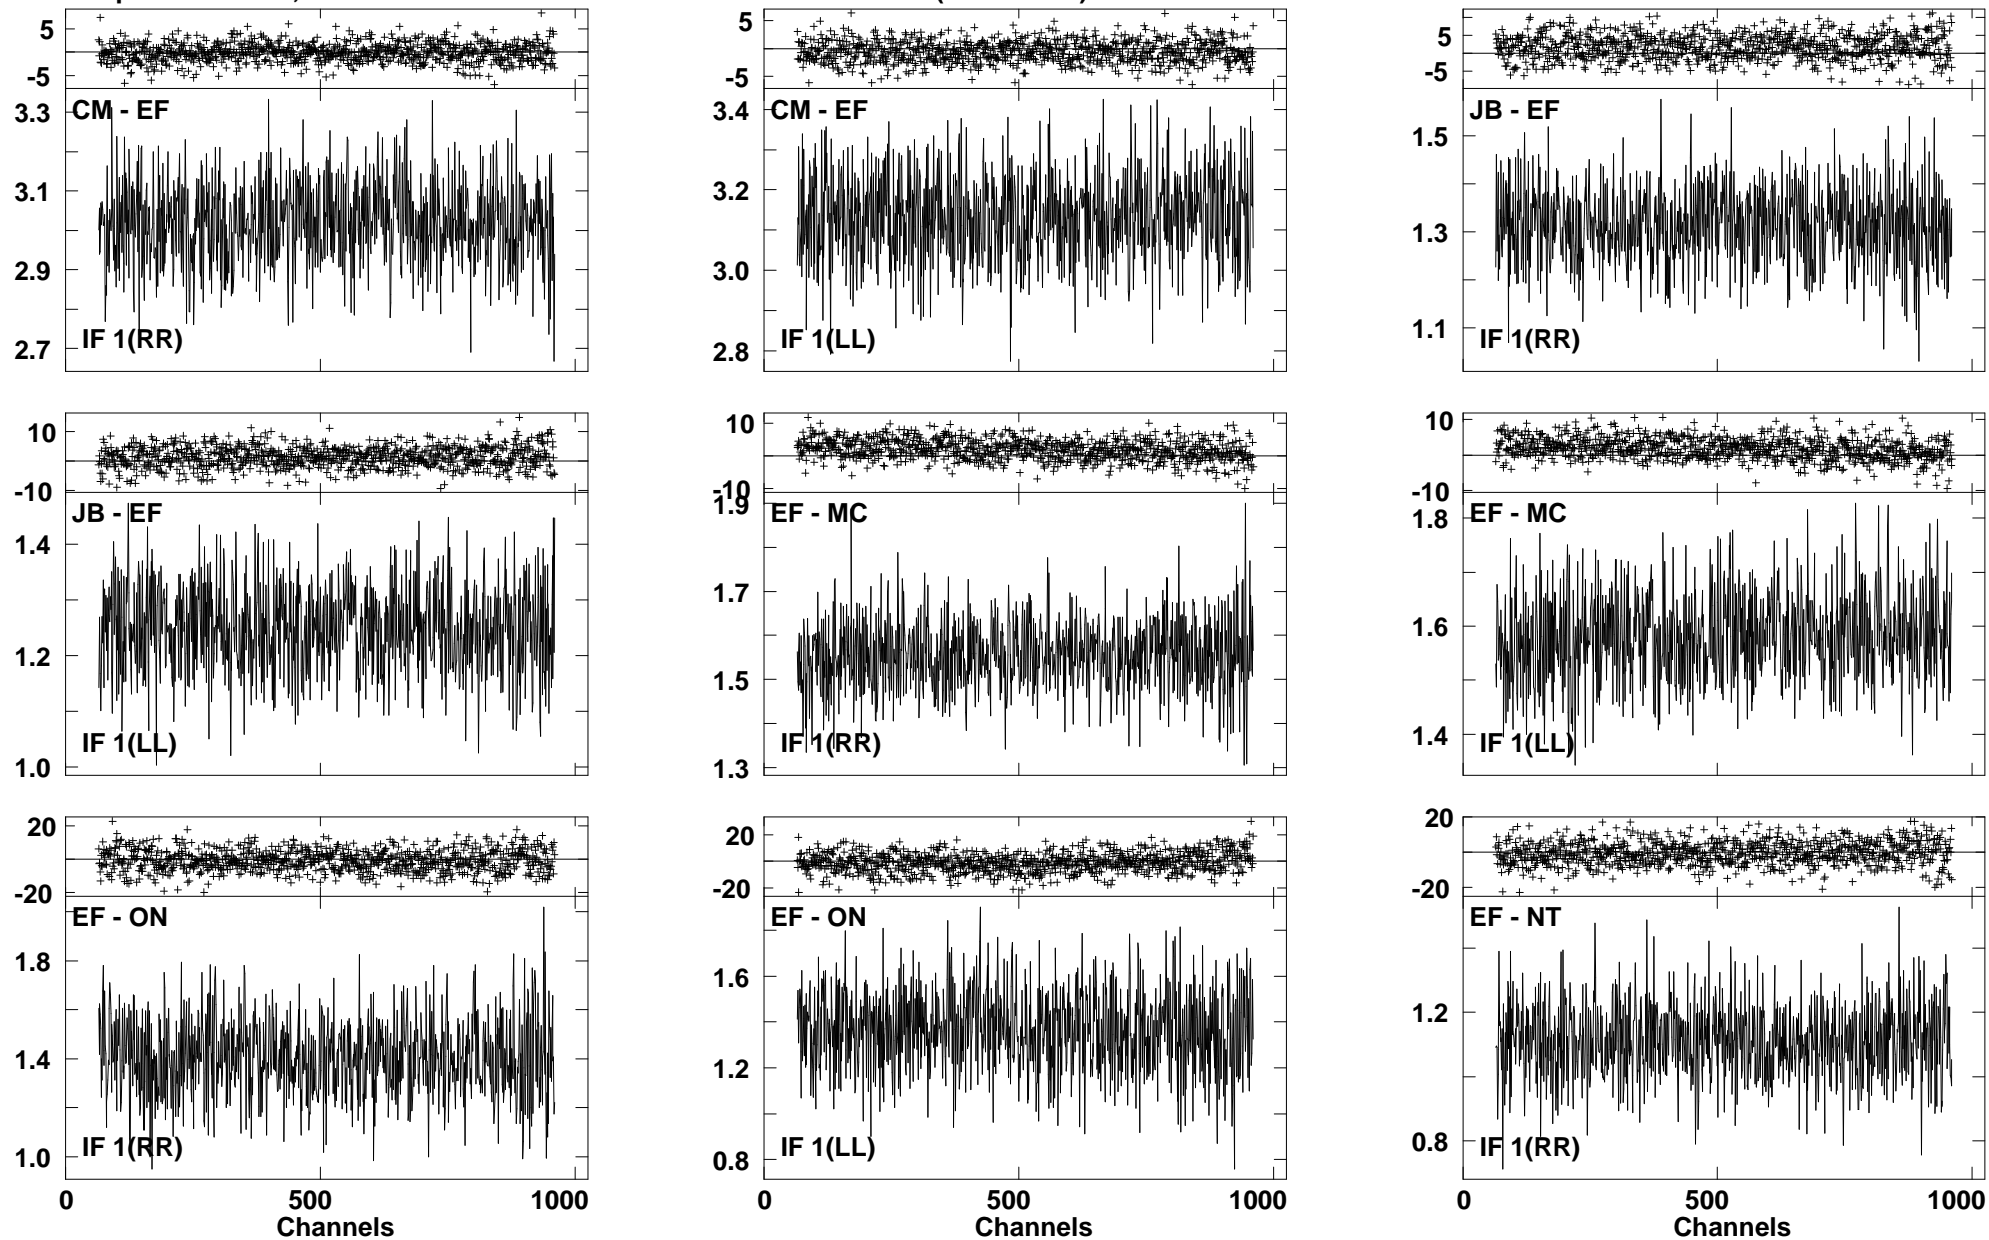 5
-5
CM - EF
3.3
3.1
2.9
2.7
IF 1(RR)
5
-5
CM - EF
3.4
3.2
3.0
2.8
IF 1(LL)
5
-5
JB - EF
1.5
1.3
1.1
IF 1(RR)
10
-10
JB - EF
1.4
1.2
1.0
IF 1(LL)
10
-10
1.9
EF - MC
1.7
1.5
1.3
IF 1(RR)
10
-10
EF - MC
1.8
1.6
1.4
IF 1(LL)
20
-20
EF - ON
1.8
1.4
1.0
IF 1(RR)
0 500 1000
Channels
20
-20
EF - ON
1.6
1.2
0.8
IF 1(LL)
0 500 1000
Channels
20
-20
EF - NT
1.2
0.8
IF 1(RR)
0 500 1000
Channels